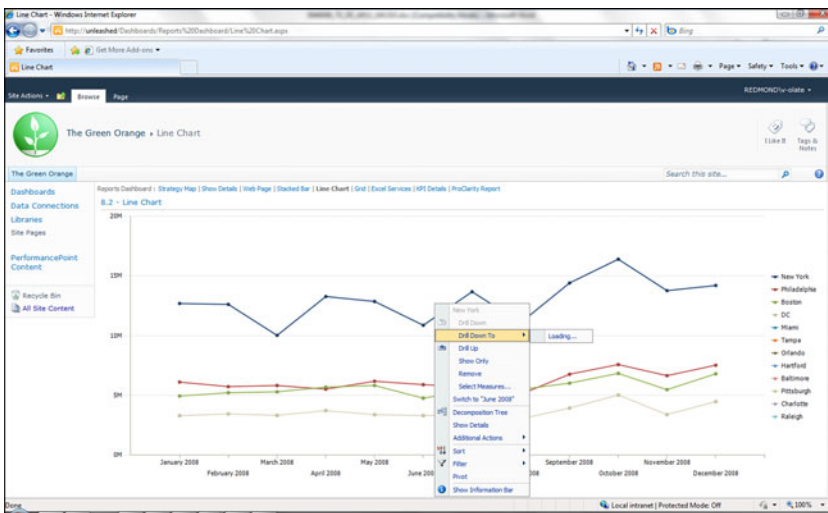 Line Chart - Windows Internet Explorer
http://unleashed/Dashboards/Reports%20Dashboard/Line%20Chart.aspx
Bing
Favorites Get More Add-ons
Line Chart
Page Safety Tools
Site Actions Browse Page
REDMOND\v-olate
The Green Orange Line Chart
I Like It
Tags & Notes
The Green Orange
Search this site...
Dashboards
Data Connections
Libraries
Site Pages
PerformancePoint Content
Recycle Bin
All Site Content
Reports Dashboard : Strategy Map | Show Details | Web Page | Stacked Bar | Line Chart | Grid | Excel Services | KPI Details | ProClarity Report
8.2 - Line Chart
20M
15M
10M
5M
0M
New York
Drill Down
Drill Down To
Loading...
Drill Up
Show Only
Remove
Select Measures...
Switch to "June 2008"
Decomposition Tree
Show Details
Additional Actions
Sort
Filter
Pivot
Show Information Bar
New York
Philadelphia
Boston
DC
Miami
Tampa
Orlando
Hartford
Baltimore
Pittsburgh
Charlotte
Raleigh
January 2008
February 2008
March 2008
April 2008
May 2008
June 200
08
September 2008
October 2008
November 2008
December 2008
Done
Local intranet | Protected Mode: Off
100%